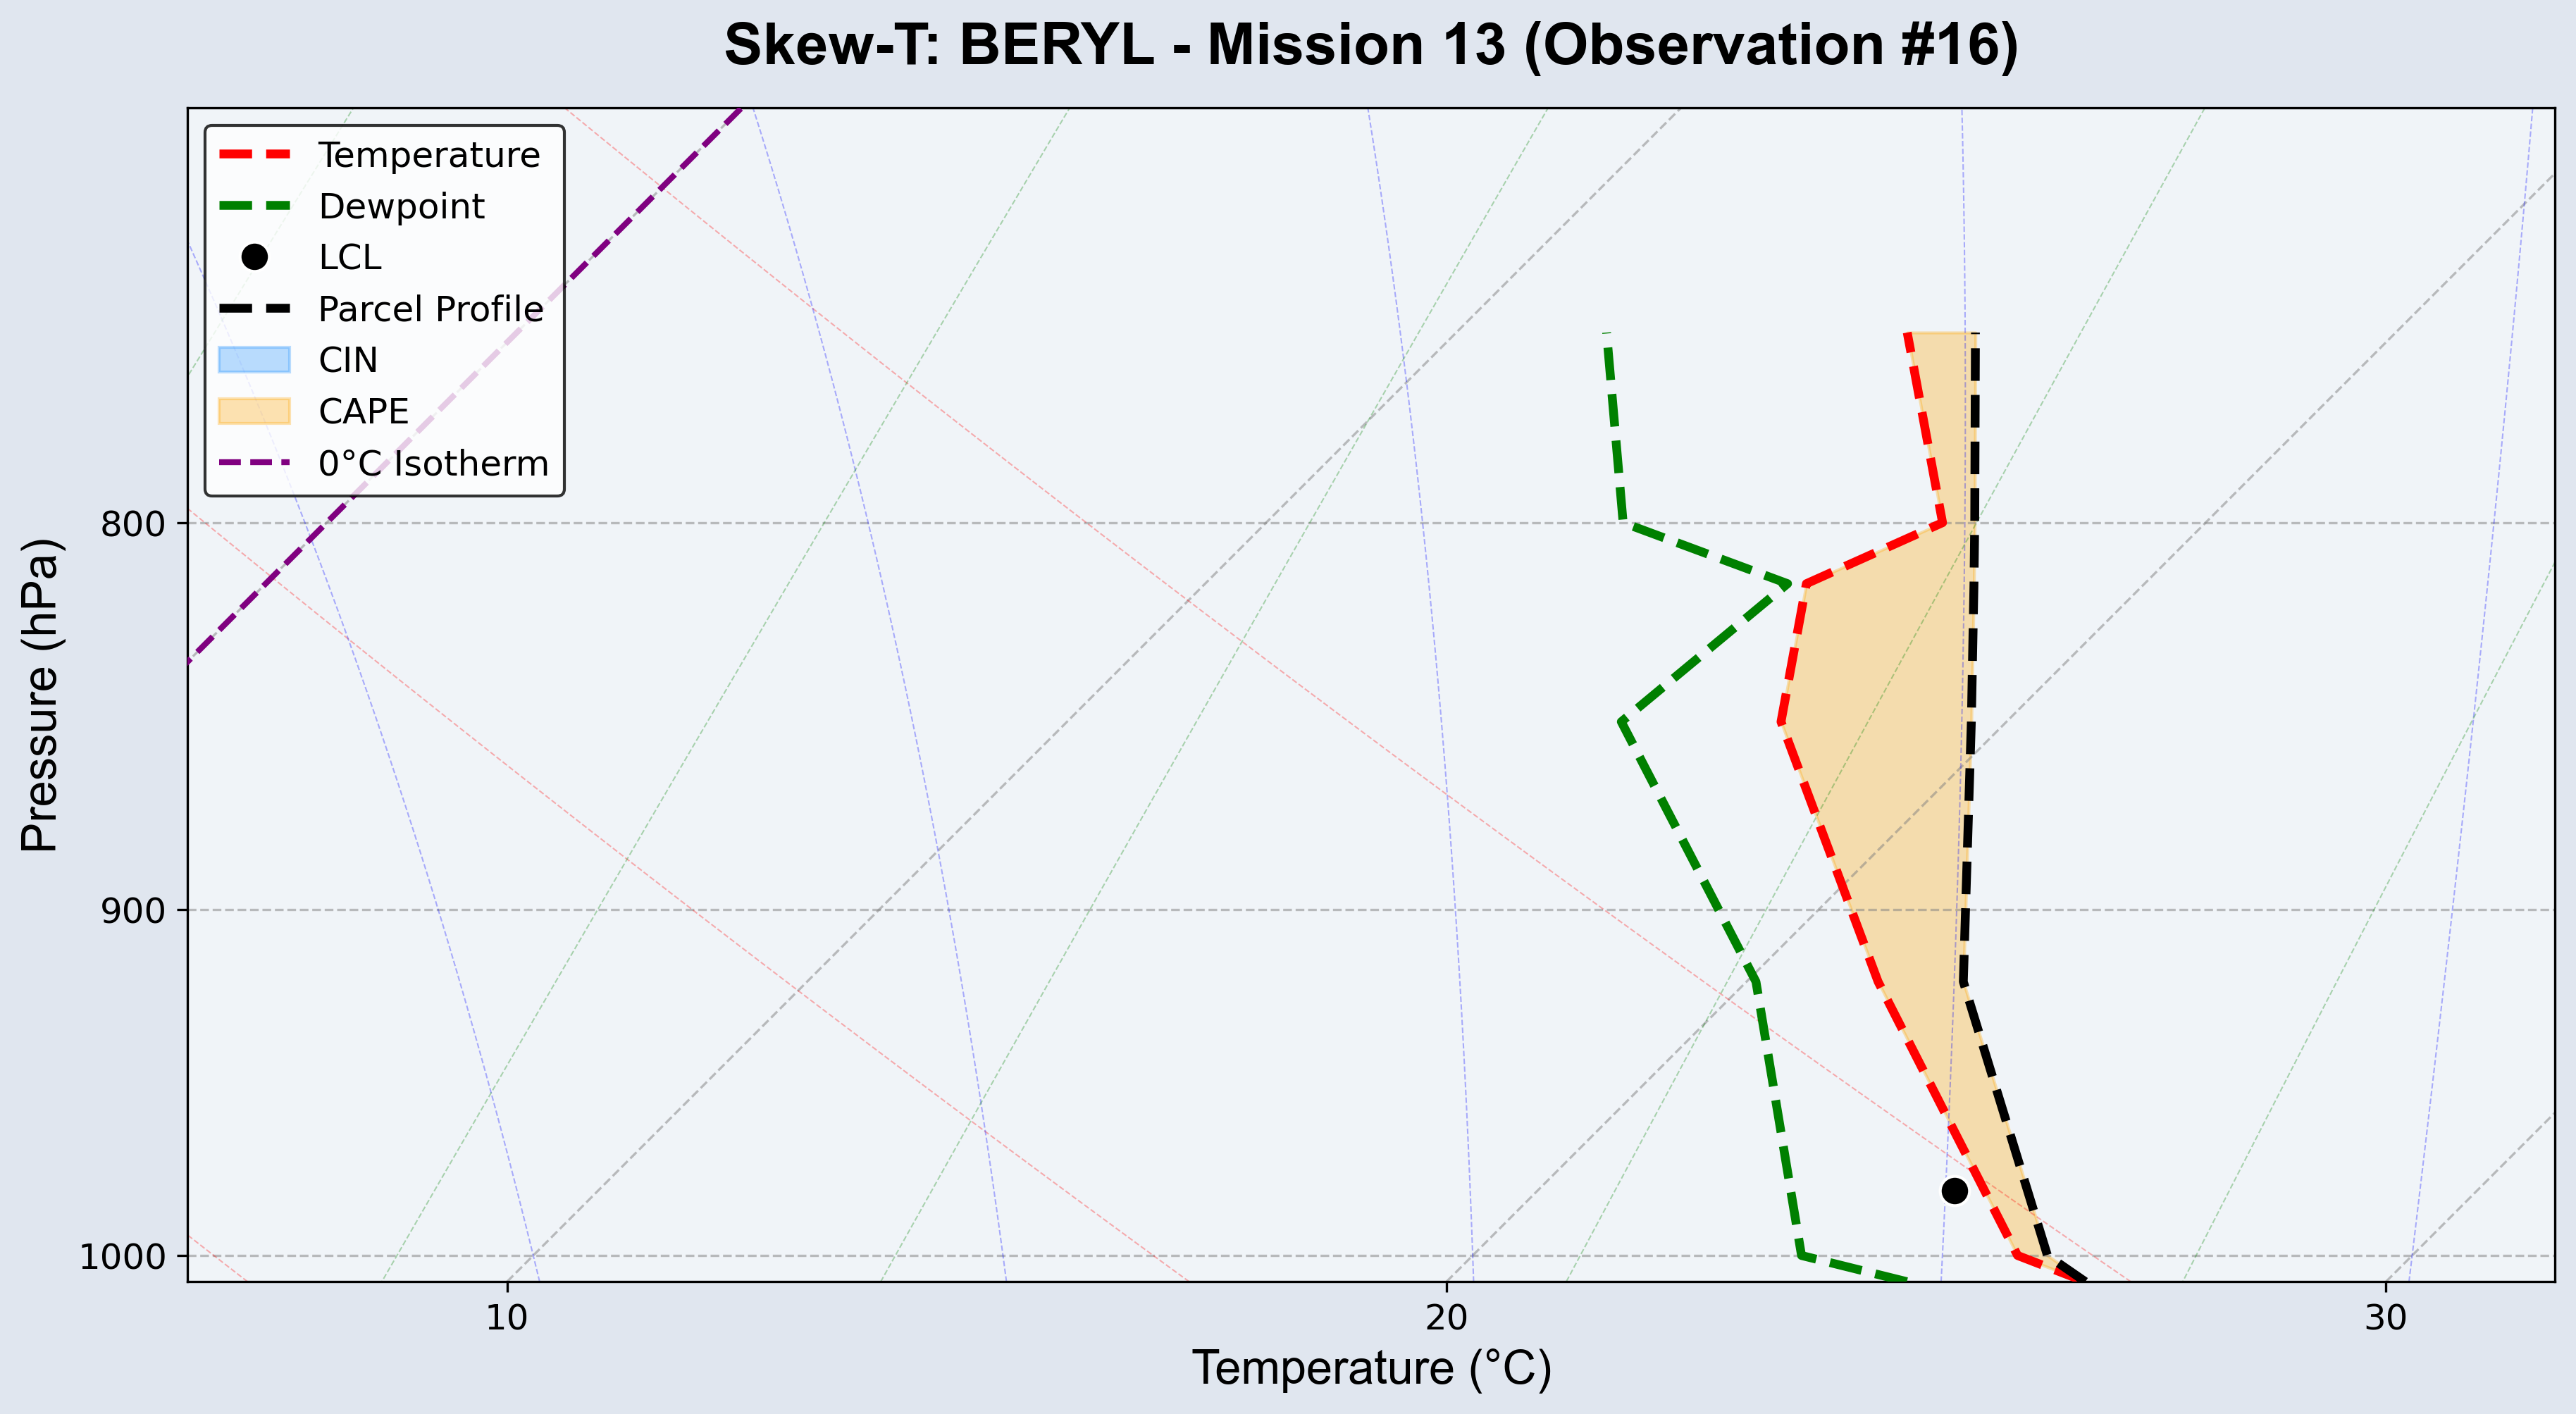 Skew-T: BERYL - Mission 13 (Observation #16)
Temperature
Dewpoint
LCL
Parcel Profile
CIN
CAPE
0°C Isotherm
Pressure (hPa)
800
900
1000
10
20
30
Temperature (°C)